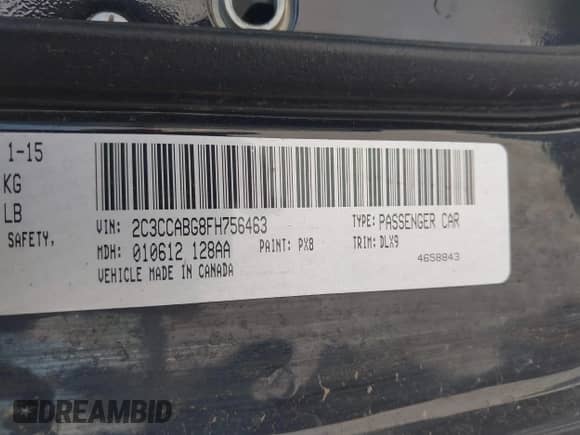 1-15
KG
LB
SAFETY,
VIN: 2C3CCABG8FH756463
TYPE: PASSENGER CAR
MDH: 010612 128AA
PAINT: PX8
TRIM: DLX9
VEHICLE MADE IN CANADA
4658843
DREAMBID